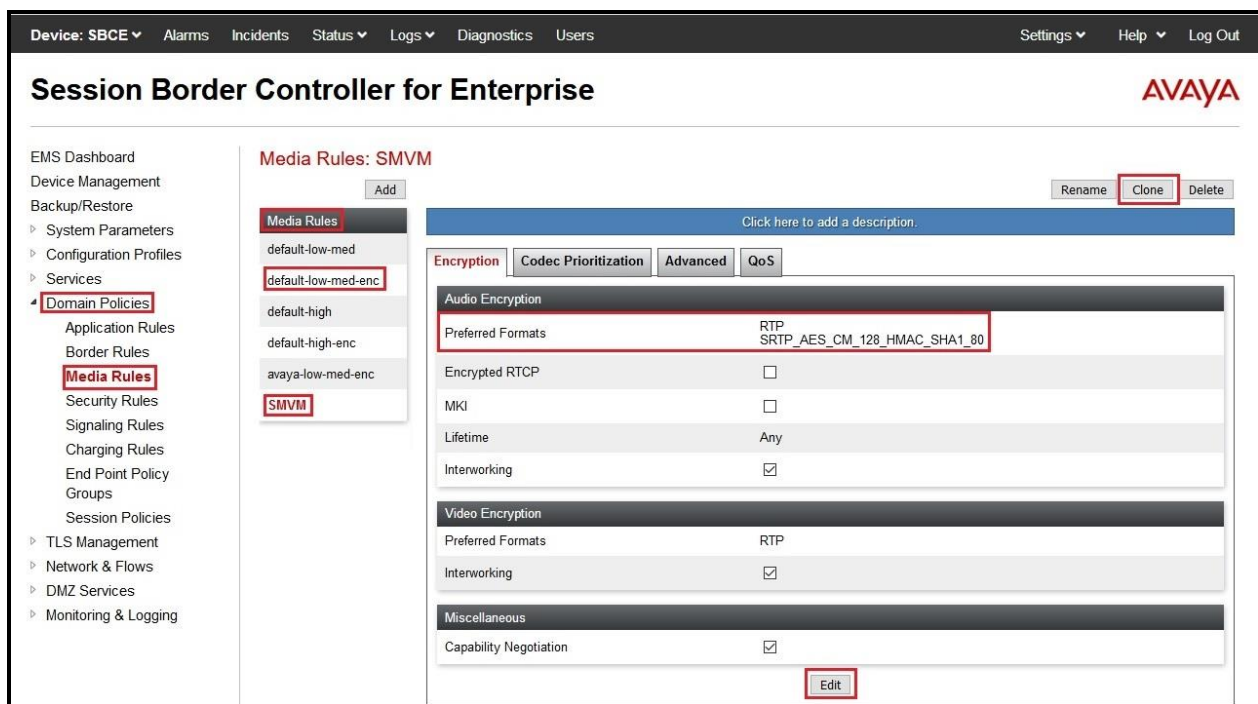 Device: SBCE Alarms Incidents Status Logs Diagnostics Users Settings Help Log Out
Session Border Controller for Enterprise
AVAYA
EMS Dashboard
Device Management
Backup/Restore
System Parameters
Configuration Profiles
Services
Domain Policies
Application Rules
Border Rules
Media Rules
Security Rules
Signaling Rules
Charging Rules
End Point Policy
Groups
Session Policies
TLS Management
Network & Flows
DMZ Services
Monitoring & Logging
Media Rules: SMVM
Add
Rename Clone Delete
Media Rules
default-low-med
default-low-med-enc
default-high
default-high-enc
avaya-low-med-enc
SMVM
Click here to add a description.
Encryption Codec Prioritization Advanced QoS
Audio Encryption
Preferred Formats RTP
SRTP_AES_CM_128_HMAC_SHA1_80
Encrypted RTCP
MKI
Lifetime Any
Interworking
Video Encryption
Preferred Formats RTP
Interworking
Miscellaneous
Capability Negotiation
Edit